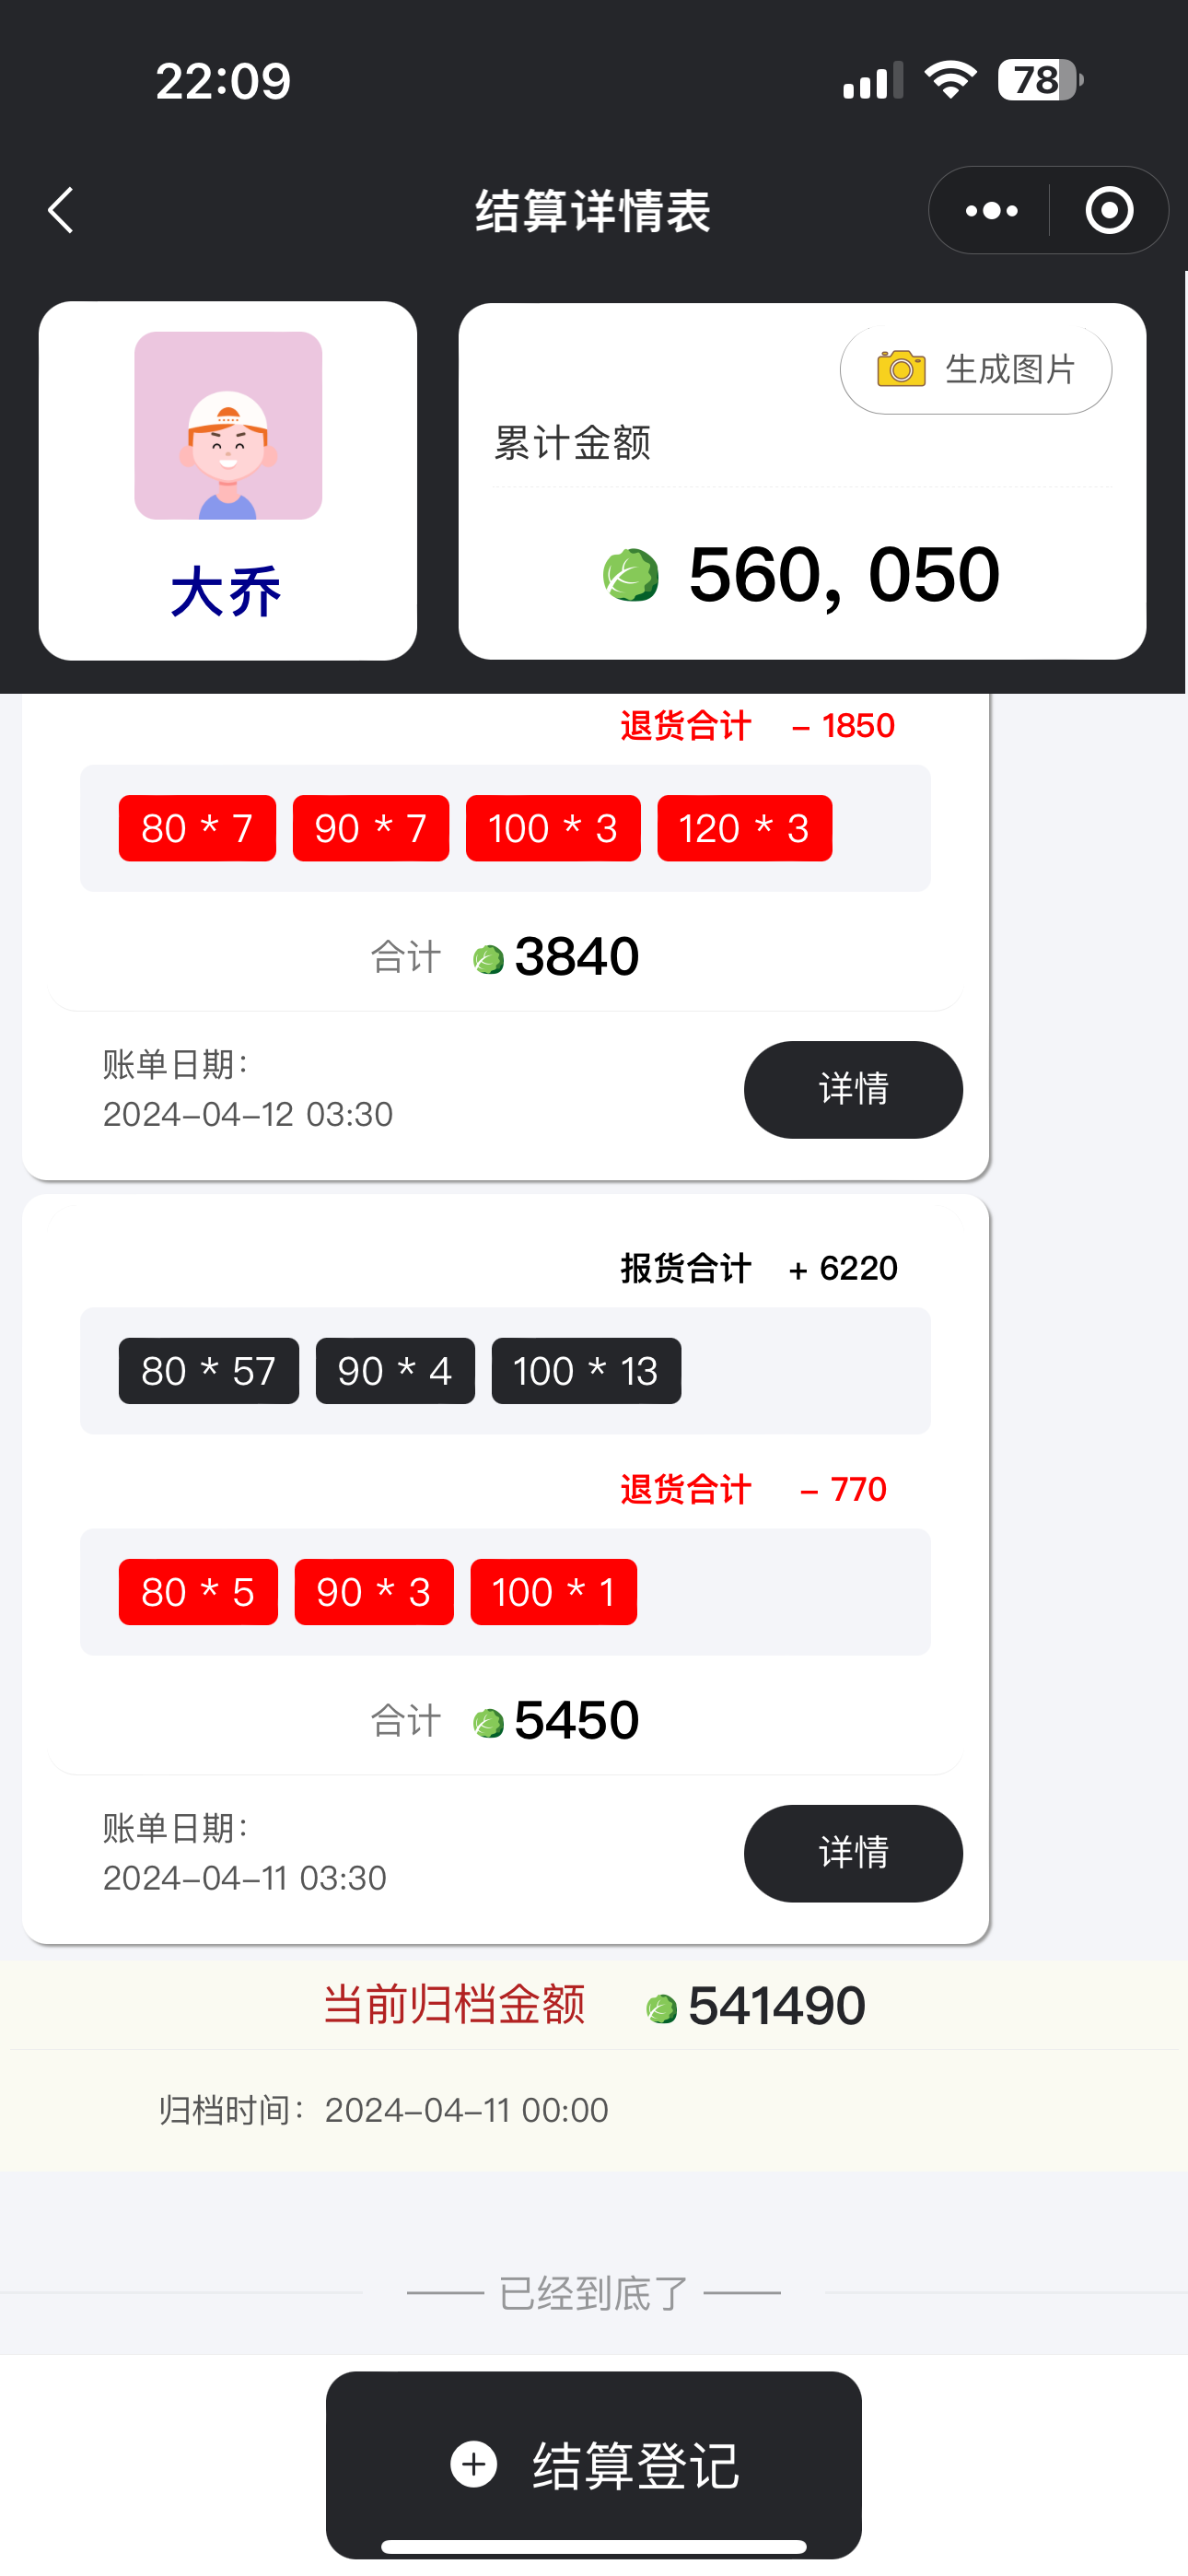 22:09
78
结算详情表
生成图片
累计金额
560, 050
大乔
退货合计 - 1850
80 * 7 90 * 7 100 * 3 120 * 3
合计 3840
账单日期:
2024-04-12 03:30
详情
报货合计 + 6220
80 * 57 90 * 4 100 * 13
退货合计 - 770
80 * 5 90 * 3 100 * 1
合计 5450
账单日期:
2024-04-11 03:30
详情
当前归档金额 541490
归档时间: 2024-04-11 00:00
已经到底了
结算登记